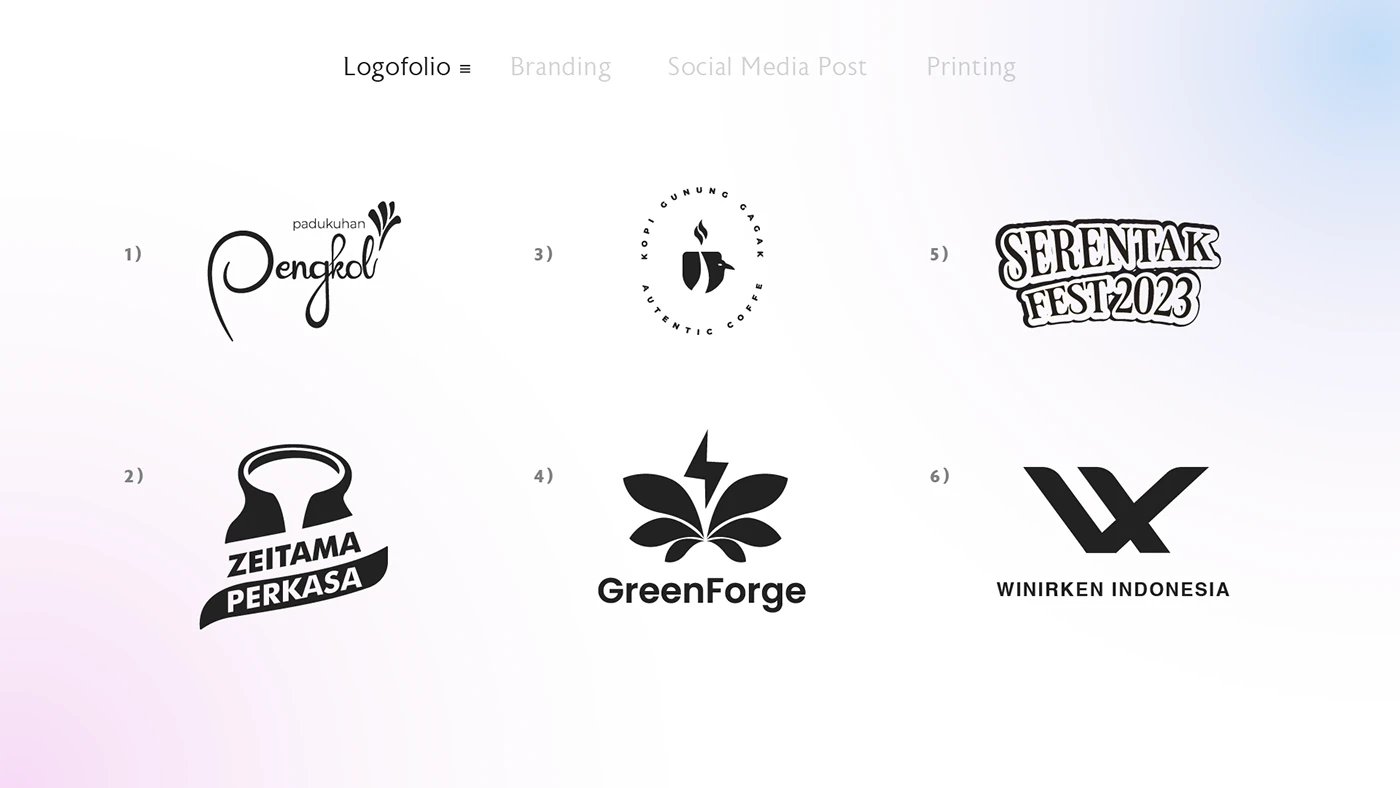 Logofolio ≡ Branding Social Media Post Printing
1)
padukuhan
Pengkol
2)
ZEITAMA
PERKASA
3)
KOPI GUNUNG GAGAK
AUTENTIC COFFE
4)
GreenForge
5)
SERENTAK
FEST 2023
6)
WINIRKEN INDONESIA